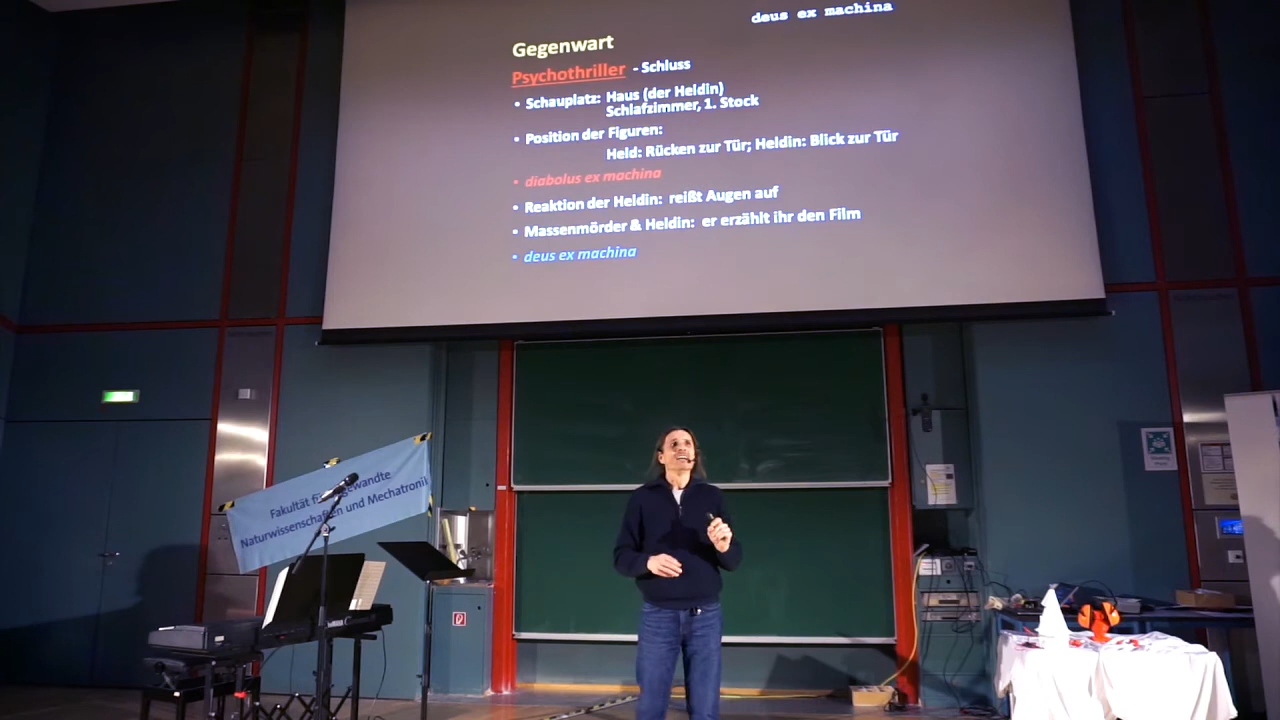 deus ex machina
Gegenwart
Psychothriller - Schluss
• Schauplatz: Haus (der Heldin)
Schlafzimmer, 1. Stock
• Position der Figuren:
Held: Rücken zur Tür; Heldin: Blick zur Tür
• diabolus ex machina
• Reaktion der Heldin: reißt Augen auf
• Massenmörder & Heldin: er erzählt ihr den Film
• deus ex machina
Fakultät für Angewandte
Naturwissenschaften und Mechatronik